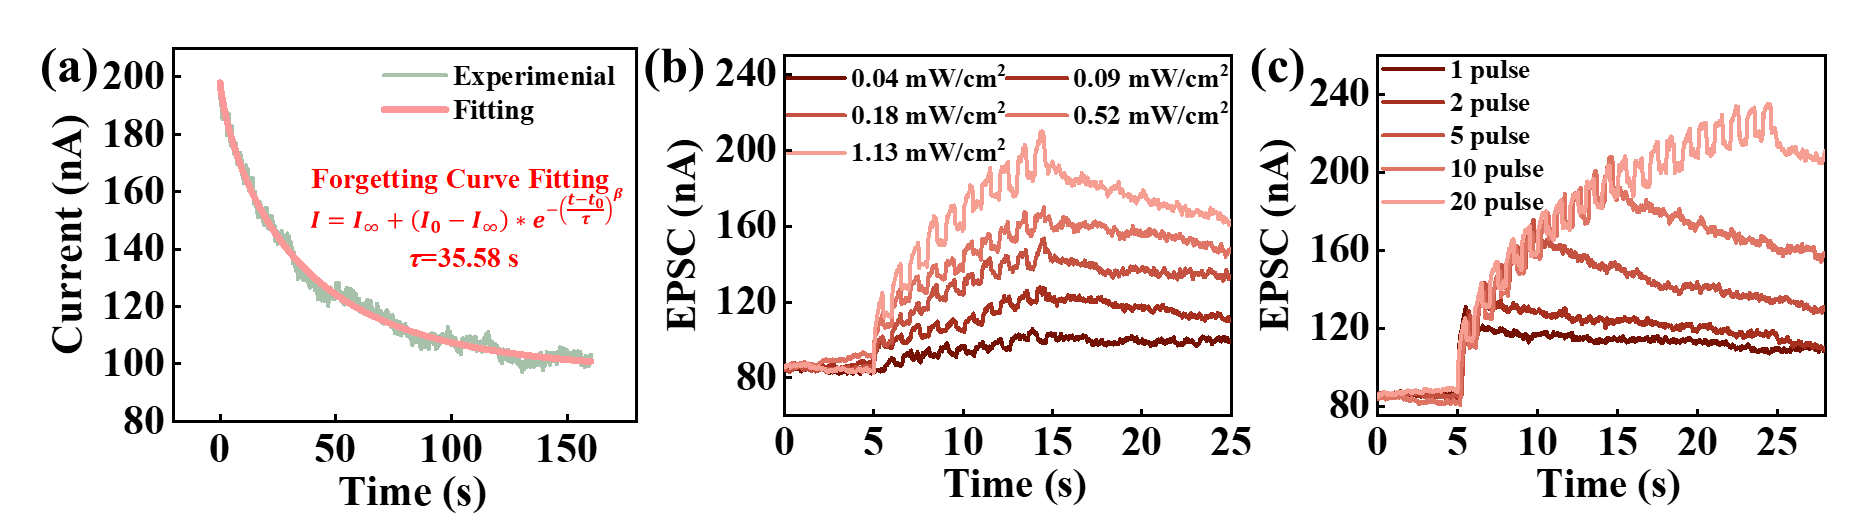 (a)
200
180
160
140
120
100
80
Current (nA)
Experimenial
Fitting
Forgetting Curve Fitting
I = I∞ + (I₀ − I∞) ∗ e^{−((t−t₀)/τ)^β}
τ=35.58 s
0 50 100 150
Time (s)
(b)
240
200
160
120
80
EPSC (nA)
0.04 mW/cm² 0.09 mW/cm²
0.18 mW/cm² 0.52 mW/cm²
1.13 mW/cm²
0 5 10 15 20 25
Time (s)
(c)
240
200
160
120
80
EPSC (nA)
1 pulse
2 pulse
5 pulse
10 pulse
20 pulse
0 5 10 15 20 25
Time (s)